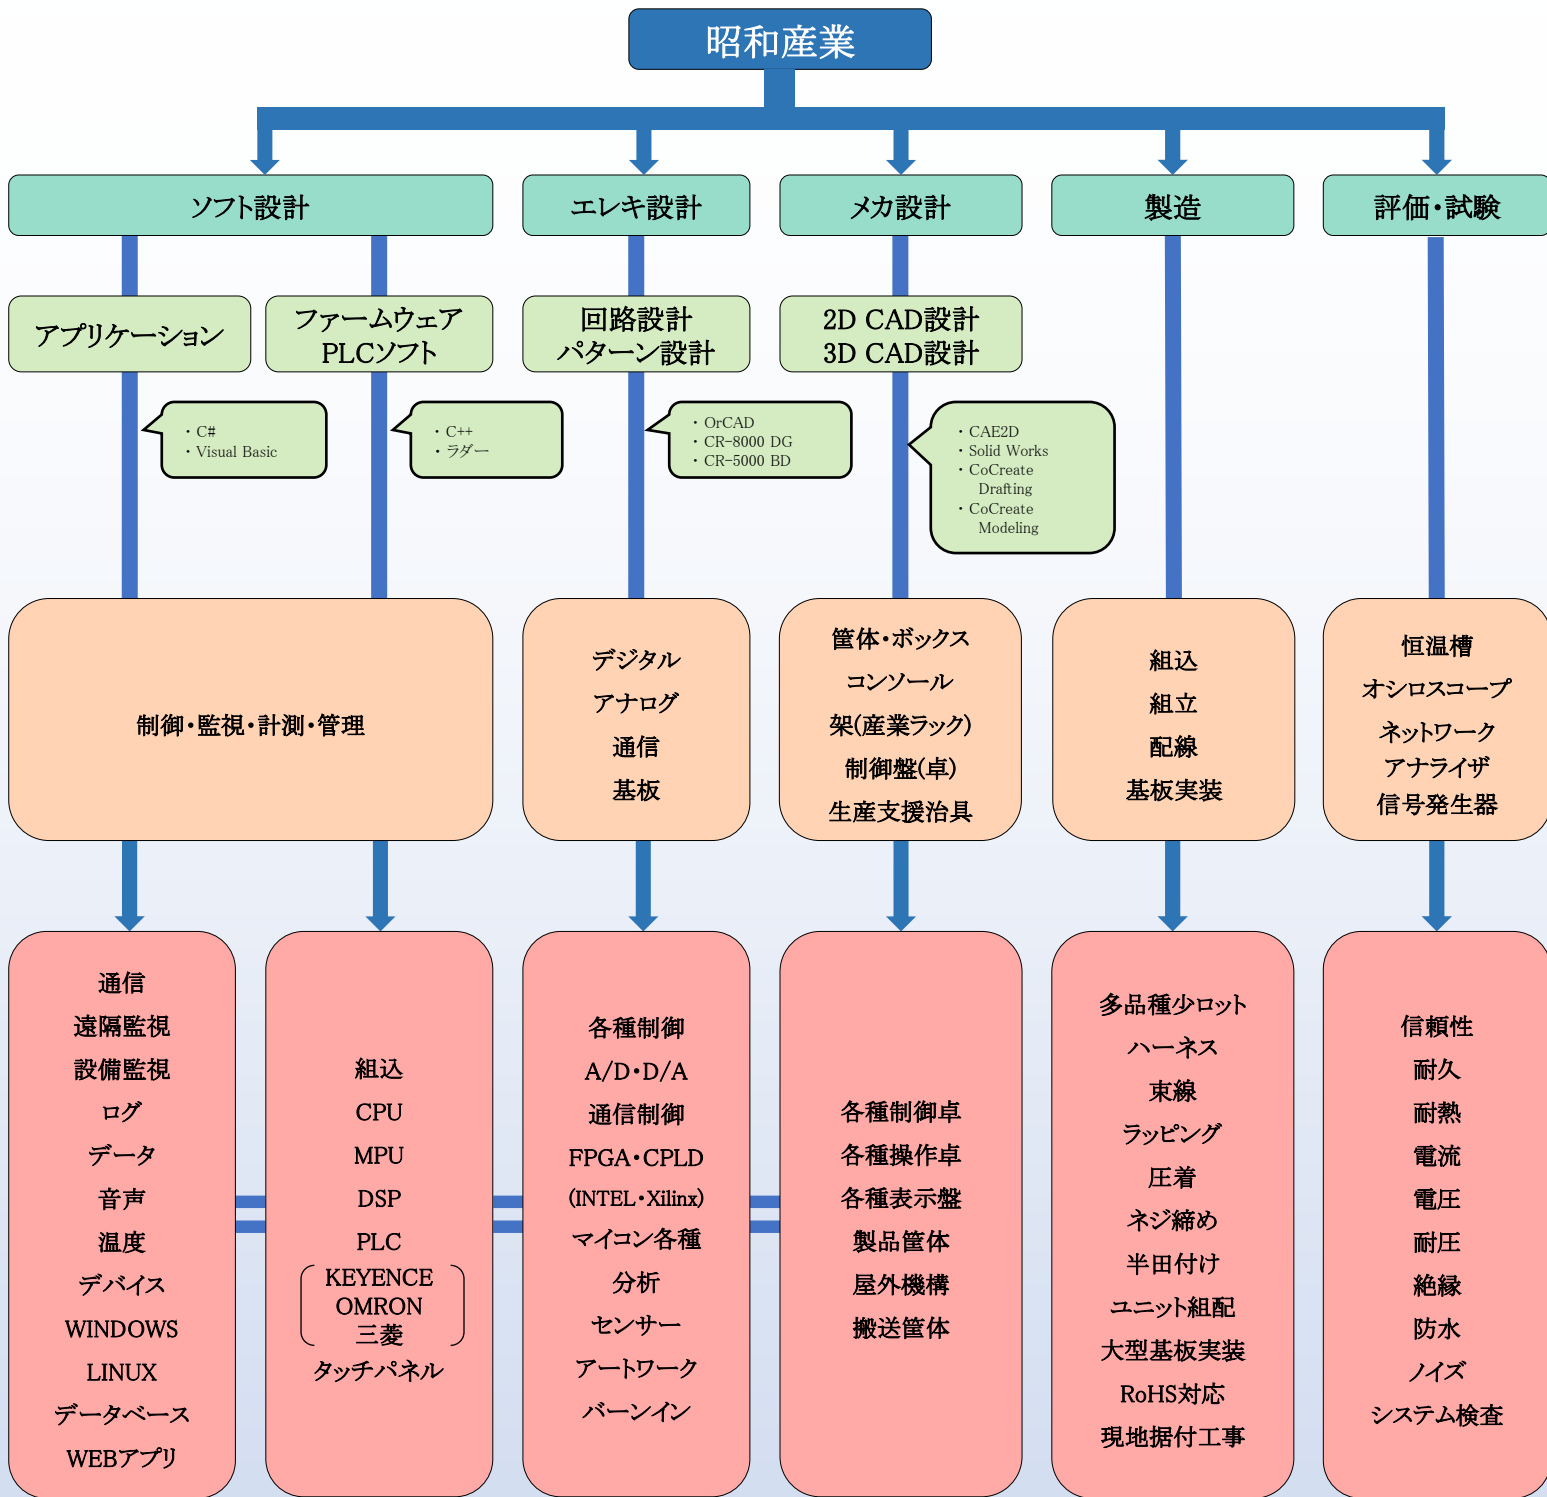 昭和産業
ソフト設計
エレキ設計
メカ設計
製造
評価・試験
アプリケーション
ファームウェア
PLCソフト
回路設計
パターン設計
2D CAD設計
3D CAD設計
・C#
・Visual Basic
・C++
・ラダー
・OrCAD
・CR-8000 DG
・CR-5000 BD
・CAE2D
・Solid Works
・CoCreate
Drafting
・CoCreate
Modeling
制御・監視・計測・管理
デジタル
アナログ
通信
基板
筐体・ボックス
コンソール
架(産業ラック)
制御盤(卓)
生産支援治具
組込
組立
配線
基板実装
恒温槽
オシロスコープ
ネットワーク
アナライザ
信号発生器
通信
遠隔監視
設備監視
ログ
データ
音声
温度
デバイス
WINDOWS
LINUX
データベース
WEBアプリ
組込
CPU
MPU
DSP
PLC
KEYENCE
OMRON
三菱
タッチパネル
各種制御
A/D・D/A
通信制御
FPGA・CPLD
(INTEL・Xilinx)
マイコン各種
分析
センサー
アートワーク
バーンイン
各種制御卓
各種操作卓
各種表示盤
製品筐体
屋外機構
搬送筐体
多品種少ロット
ハーネス
束線
ラッピング
圧着
ネジ締め
半田付け
ユニット組配
大型基板実装
RoHS対応
現地据付工事
信頼性
耐久
耐熱
電流
電圧
耐圧
絶縁
防水
ノイズ
システム検査